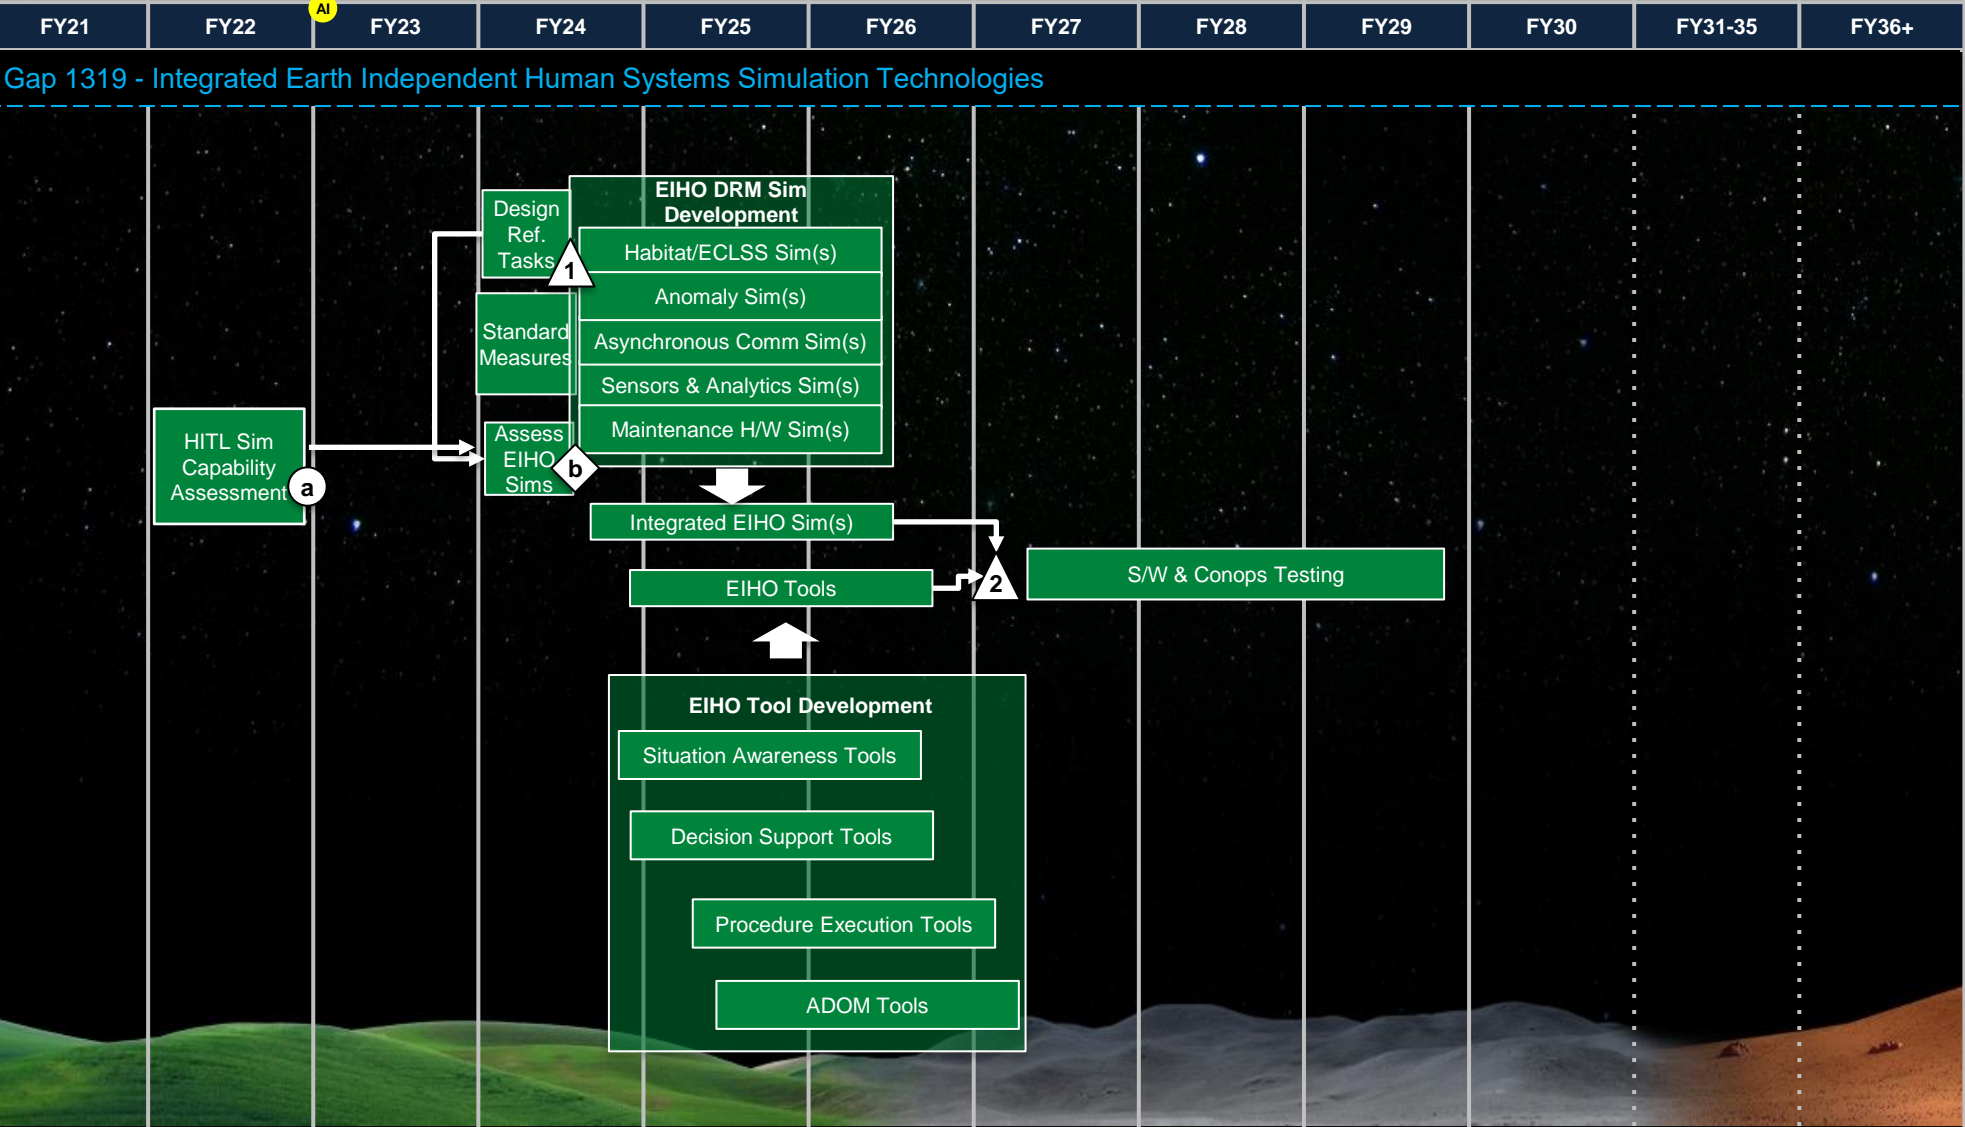 AI
FY21 FY22 FY23 FY24 FY25 FY26 FY27 FY28 FY29 FY30 FY31-35 FY36+
Gap 1319 - Integrated Earth Independent Human Systems Simulation Technologies
Design
Ref.
Tasks
1
Standard
Measures
Assess
EIHO
Sims
b
EIHO DRM Sim
Development
Habitat/ECLSS Sim(s)
Anomaly Sim(s)
Asynchronous Comm Sim(s)
Sensors & Analytics Sim(s)
Maintenance H/W Sim(s)
HITL Sim
Capability
Assessment
a
Integrated EIHO Sim(s)
EIHO Tools
2
S/W & Conops Testing
EIHO Tool Development
Situation Awareness Tools
Decision Support Tools
Procedure Execution Tools
ADOM Tools